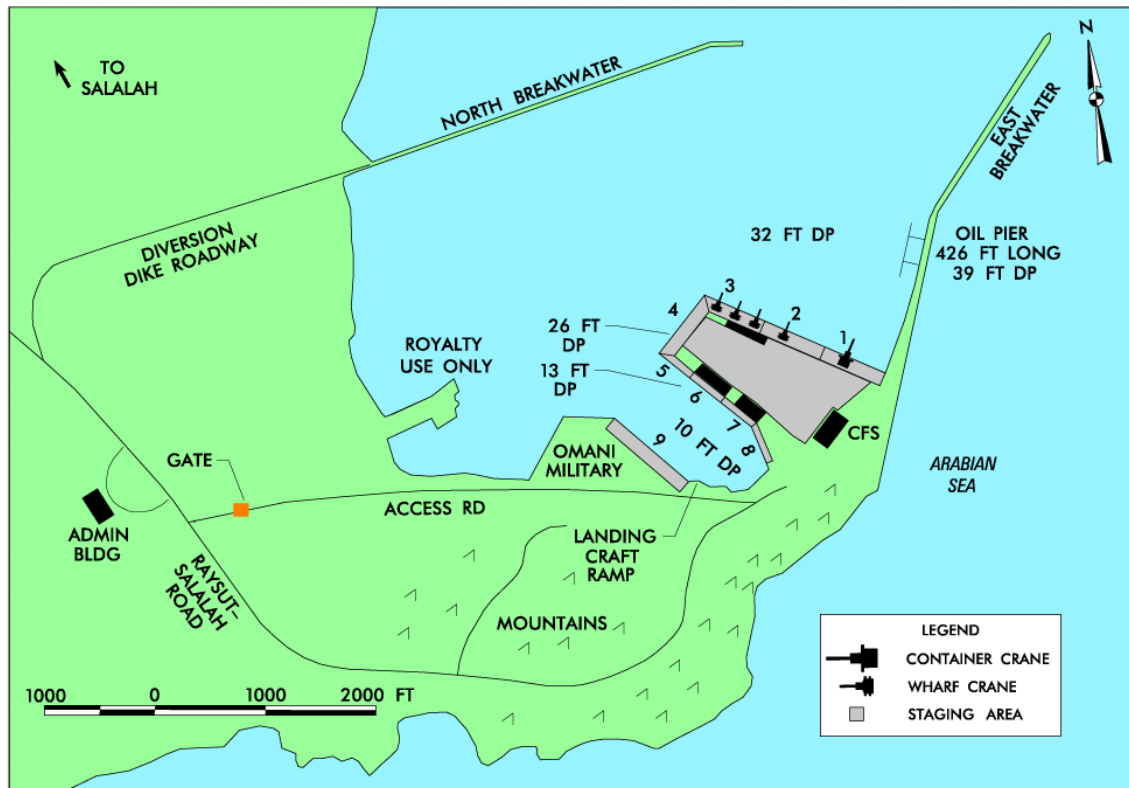 TO
SALALAH
N
NORTH BREAKWATER
EAST
BREAKWATER
DIVERSION
DIKE ROADWAY
32 FT DP
OIL PIER
426 FT LONG
39 FT DP
3
4
2
1
26 FT
DP
13 FT
DP
ROYALTY
USE ONLY
5
6
7
8
10 FT DP
9
CFS
OMANI
MILITARY
ARABIAN
SEA
GATE
ACCESS RD
ADMIN
BLDG
LANDING
CRAFT
RAMP
RAYSUT-
SALALAH
ROAD
MOUNTAINS
LEGEND
CONTAINER CRANE
WHARF CRANE
STAGING AREA
1000 0 1000 2000 FT